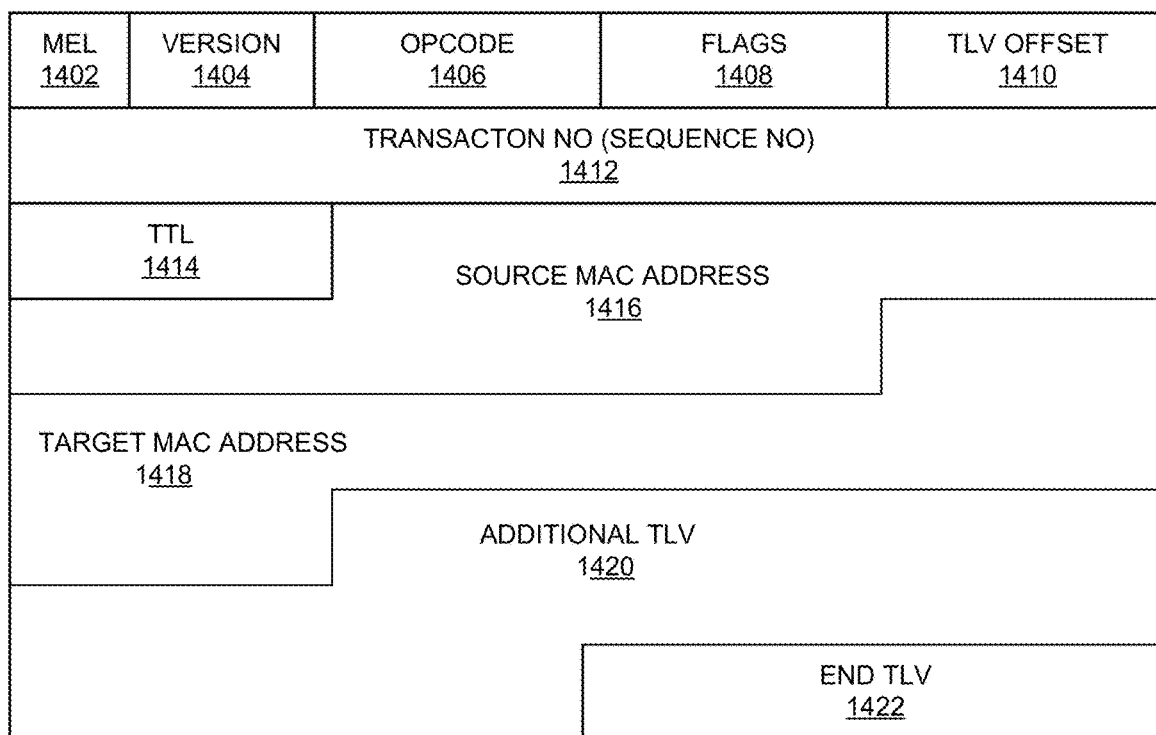 MEL VERSION OPCODE FLAGS TLV OFFSET
1402 1404 1406 1408 1410
TRANSACTON NO (SEQUENCE NO)
1412
TTL
1414
SOURCE MAC ADDRESS
1416
TARGET MAC ADDRESS
1418
ADDITIONAL TLV
1420
END TLV
1422